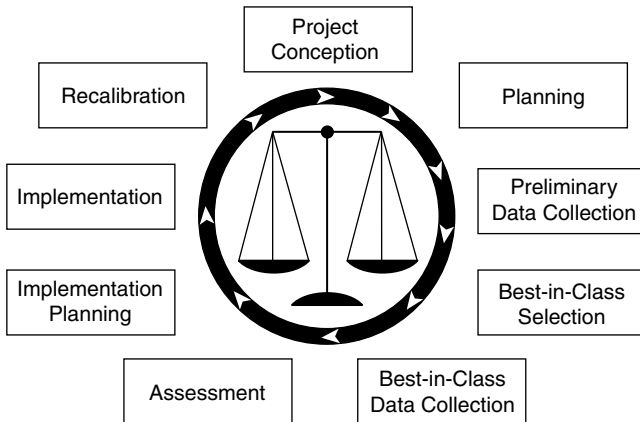 Project
Conception
Planning
Preliminary
Data Collection
Best-in-Class
Selection
Best-in-Class
Data Collection
Assessment
Implementation
Planning
Implementation
Recalibration